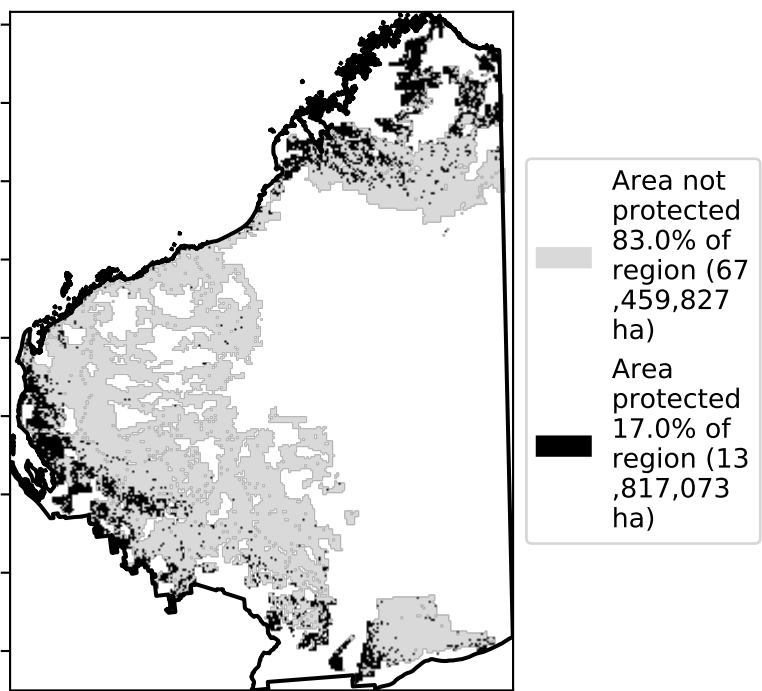 Area not
protected
83.0% of
region (67
,459,827
ha)
Area
protected
17.0% of
region (13
,817,073
ha)